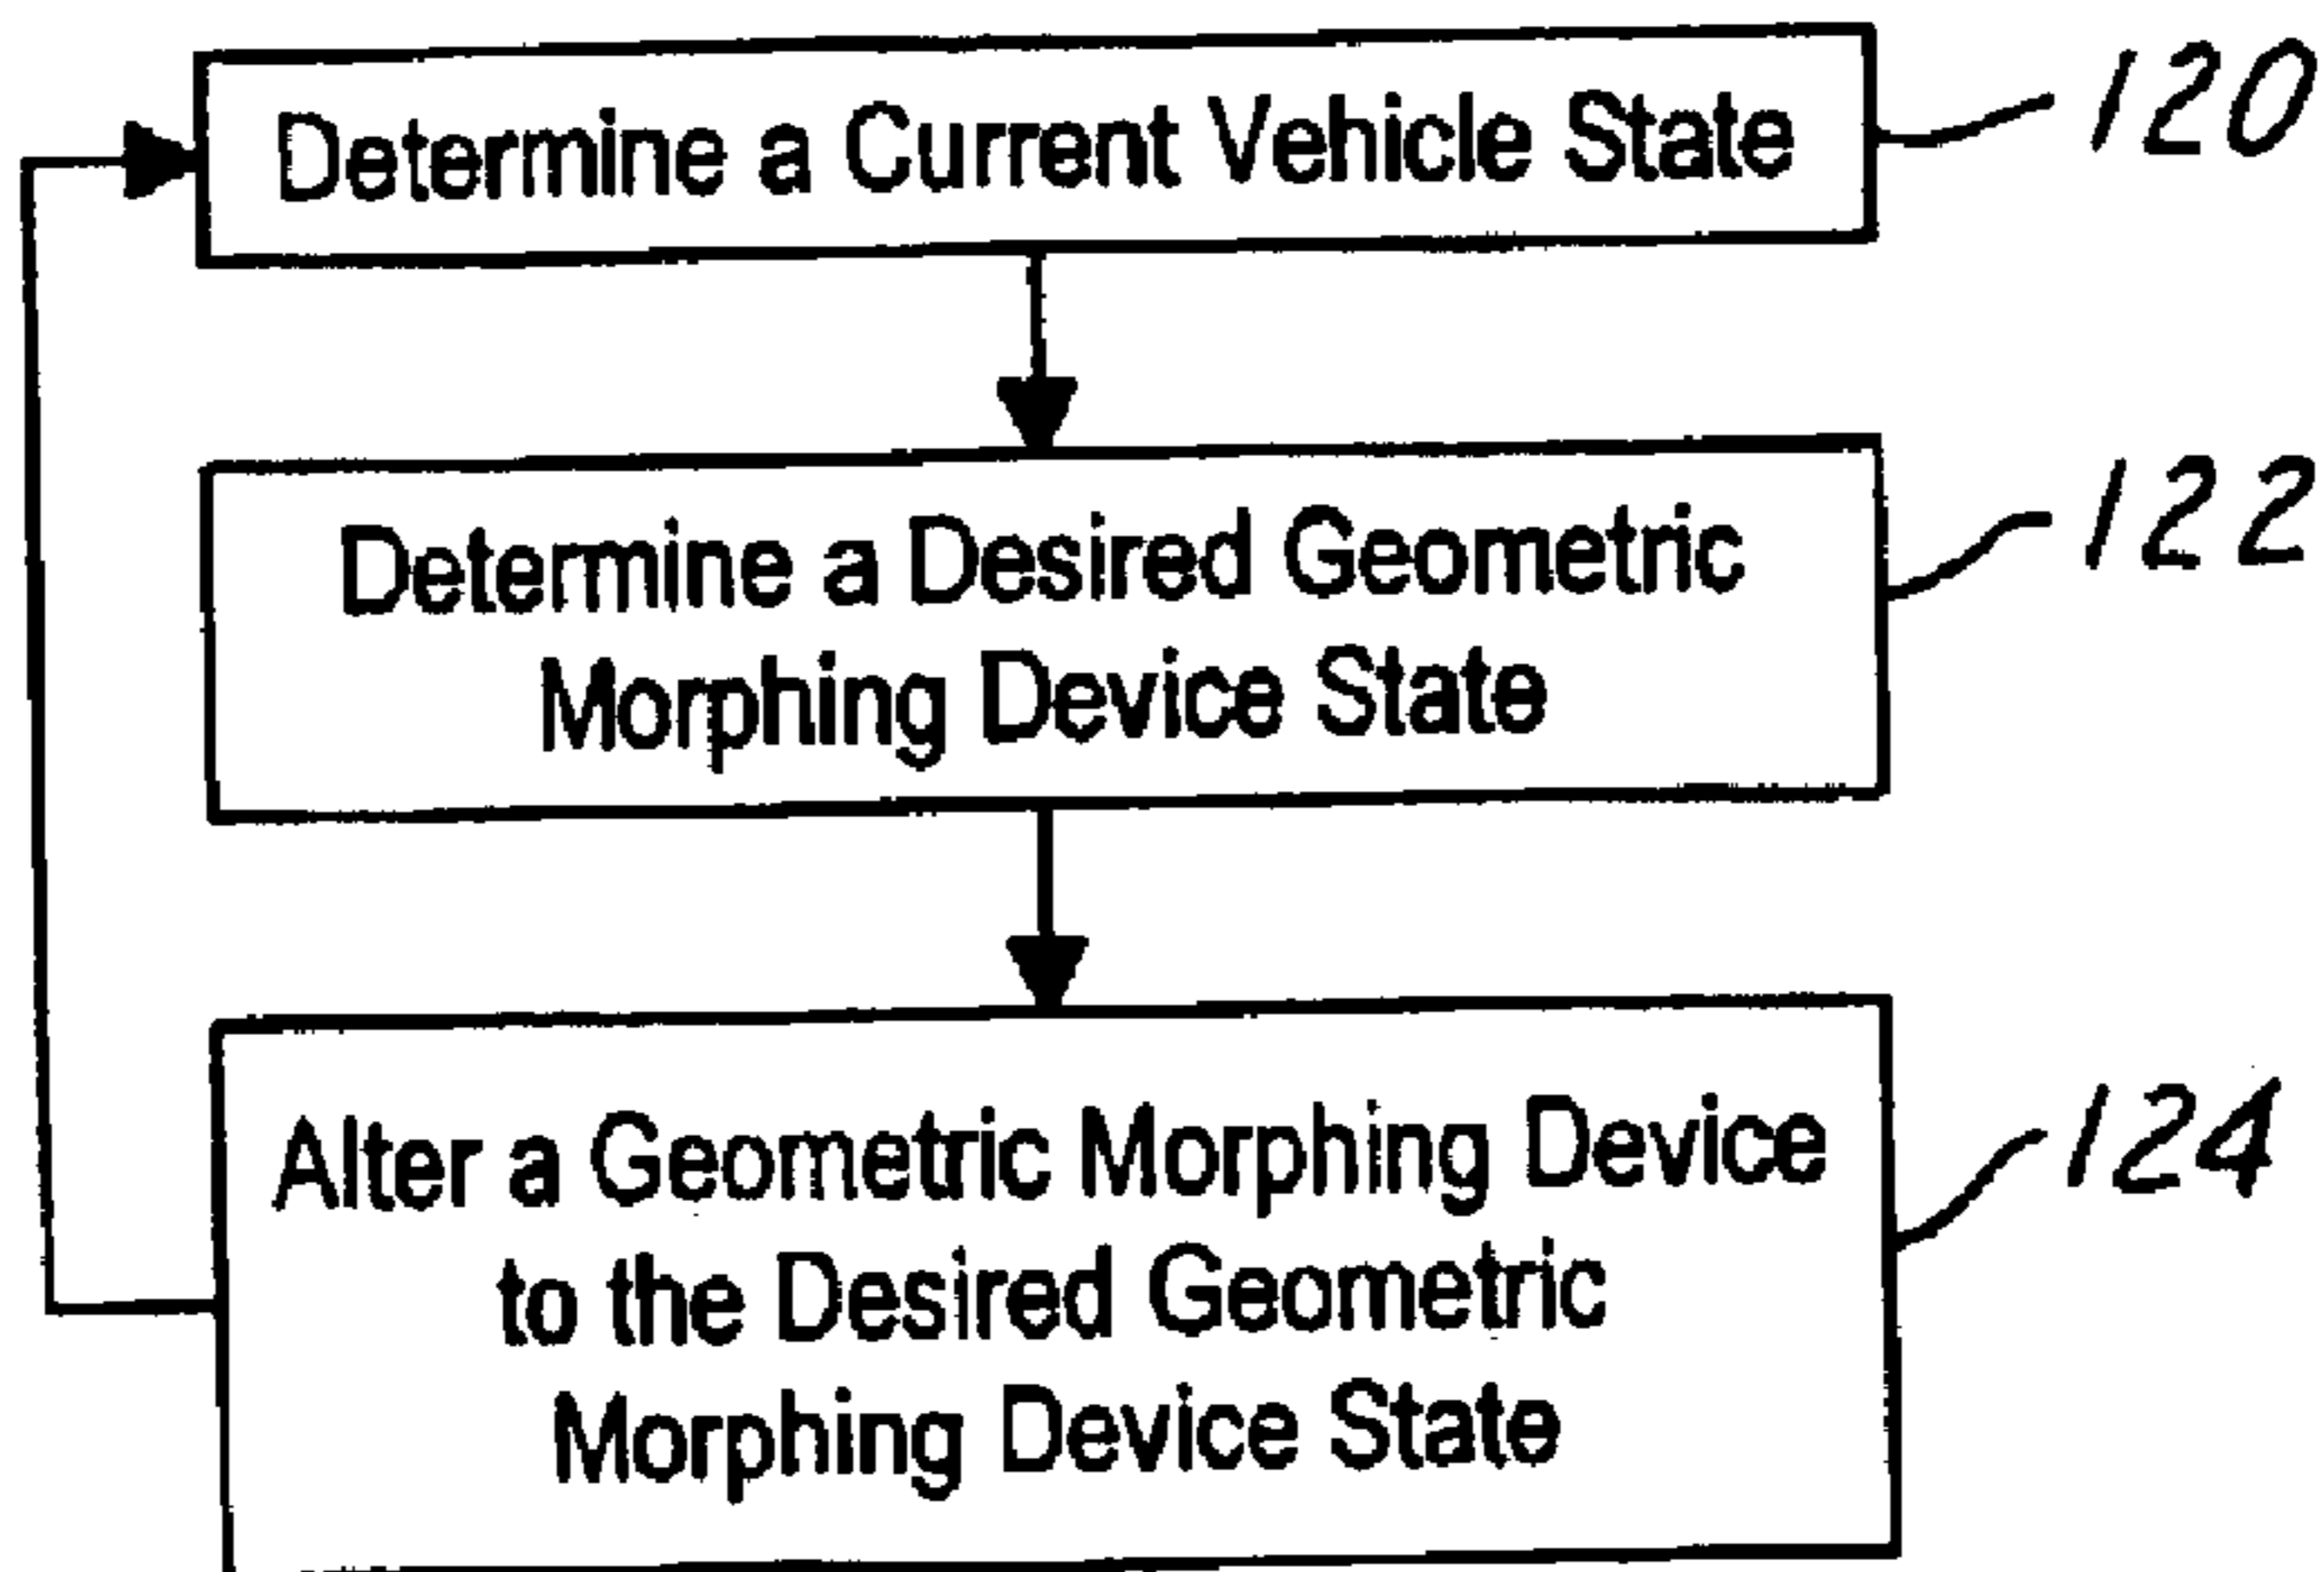 Determine a Current Vehicle State
120
Determine a Desired Geometric
Morphing Device State
122
Alter a Geometric Morphing Device
to the Desired Geometric
Morphing Device State
124